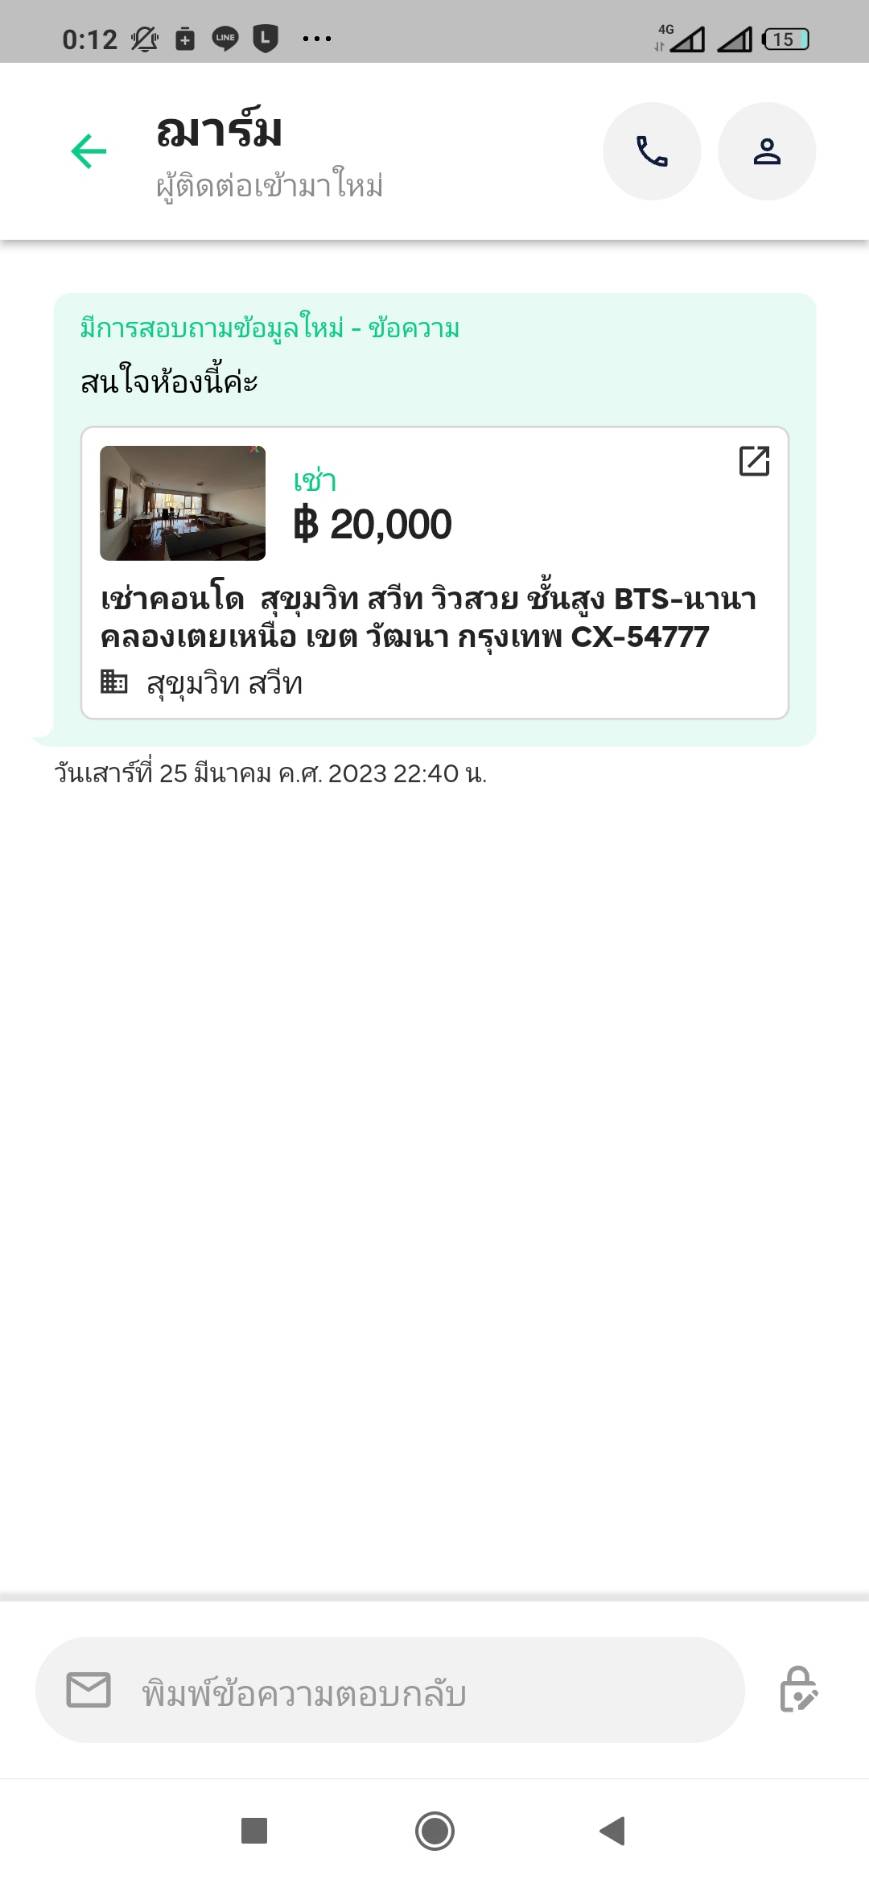 0:12 LINE L ... 4G 15
ฌาร์ม
ผู้ติดต่อเข้ามาใหม่
มีการสอบถามข้อมูลใหม่ - ข้อความ
สนใจห้องนี้ค่ะ
เช่า
฿ 20,000
เช่าคอนโด สุขุมวิท สวีท วิวสวย ชั้นสูง BTS-นานา
คลองเตยเหนือ เขต วัฒนา กรุงเทพ CX-54777
สุขุมวิท สวีท
วันเสาร์ที่ 25 มีนาคม ค.ศ. 2023 22:40 น.
พิมพ์ข้อความตอบกลับ